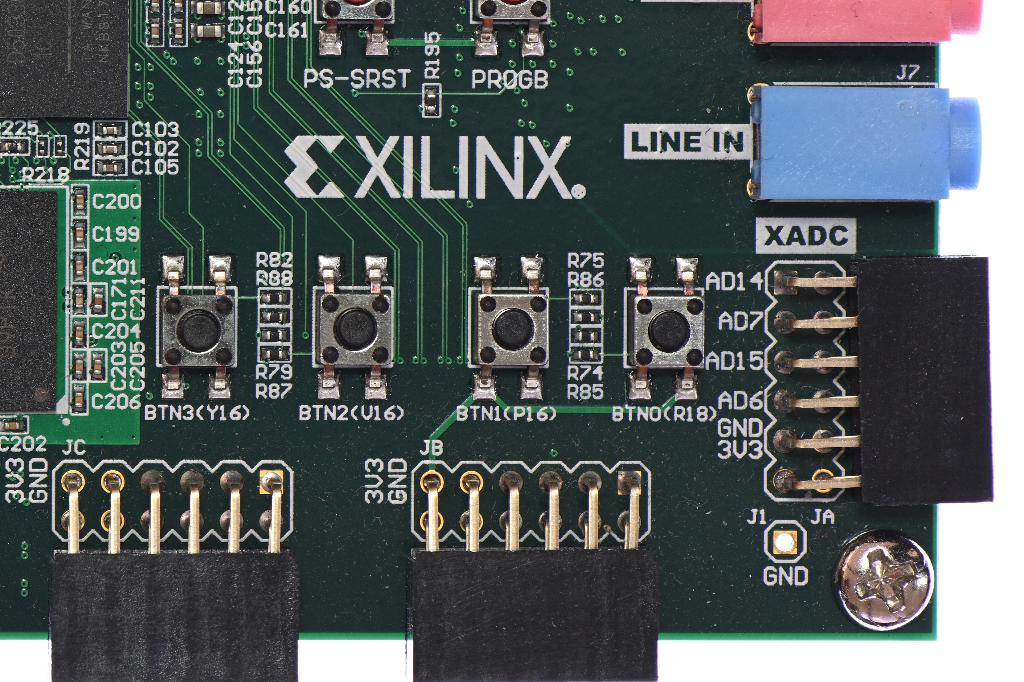 C160
C161
C124
C156
PS-SRST
R195
PROGB
J7
LINE IN
XILINX
R225
R219
C103
C102
C105
R218
C200
C199
C201
C171
C211
C204
C203
C205
C206
C202
R82
R88
R79
R87
R75
R86
R74
R85
BTN3(Y16)
BTN2(U16)
BTN1(P16)
BTN0(R18)
XADC
AD14
AD7
AD15
AD6
GND
3V3
JC
3V3
GND
JB
3V3
GND
J1
JA
GND